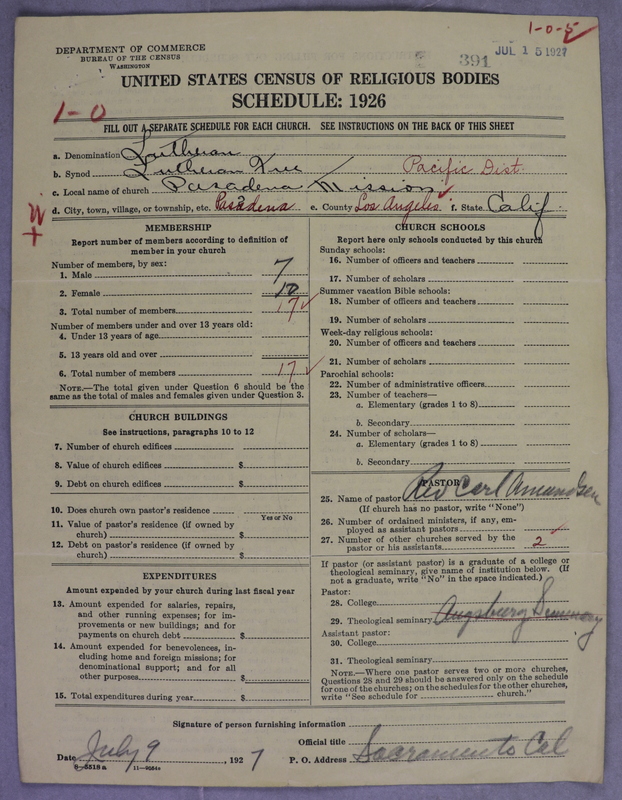 1-0-5
DEPARTMENT OF COMMERCE
BUREAU OF THE CENSUS
WASHINGTON
391
JUL 15 1927
UNITED STATES CENSUS OF RELIGIOUS BODIES
SCHEDULE: 1926
1-0
FILL OUT A SEPARATE SCHEDULE FOR EACH CHURCH. SEE INSTRUCTIONS ON THE BACK OF THIS SHEET
a. Denomination Lutheran
b. Synod Lutheran Free Pacific Dist.
c. Local name of church Pasadena Mission
d. City, town, village, or township, etc. Pasadena e. County Los Angeles f. State Calif
MEMBERSHIP
Report number of members according to definition of
member in your church
Number of members, by sex:
1. Male 7
2. Female 10
3. Total number of members 17
Number of members under and over 13 years old:
4. Under 13 years of age
5. 13 years old and over
6. Total number of members 17
NOTE.—The total given under Question 6 should be the
same as the total of males and females given under Question 3.
CHURCH BUILDINGS
See instructions, paragraphs 10 to 12
7. Number of church edifices
8. Value of church edifices $
9. Debt on church edifices $
10. Does church own pastor's residence
Yes or No
11. Value of pastor's residence (if owned by
church) $
12. Debt on pastor's residence (if owned by
church) $
EXPENDITURES
Amount expended by your church during last fiscal year
13. Amount expended for salaries, repairs,
and other running expenses; for im-
provements or new buildings; and for
payments on church debt $
14. Amount expended for benevolences, in-
cluding home and foreign missions; for
denominational support; and for all
other purposes $
15. Total expenditures during year $
CHURCH SCHOOLS
Report here only schools conducted by this church
Sunday schools:
16. Number of officers and teachers
17. Number of scholars
Summer vacation Bible schools:
18. Number of officers and teachers
19. Number of scholars
Week-day religious schools:
20. Number of officers and teachers
21. Number of scholars
Parochial schools:
22. Number of administrative officers
23. Number of teachers—
a. Elementary (grades 1 to 8)
b. Secondary
24. Number of scholars—
a. Elementary (grades 1 to 8)
b. Secondary
PASTOR
25. Name of pastor Rev Carl Amundsen
(If church has no pastor, write "None")
26. Number of ordained ministers, if any, em-
ployed as assistant pastors
27. Number of other churches served by the
pastor or his assistants 2
If pastor (or assistant pastor) is a graduate of a college or
theological seminary, give name of institution below. (If
not a graduate, write "No" in the space indicated.)
Pastor:
28. College
29. Theological seminary Augsburg Seminary
Assistant pastor:
30. College
31. Theological seminary
NOTE.—Where one pastor serves two or more churches,
Questions 28 and 29 should be answered only on the schedule
for one of the churches; on the schedules for the other churches,
write "See schedule for church."
Signature of person furnishing information
Official title
Date July 9, 1927 P. O. Address Sacramento Cal
8-5518a 11-9054